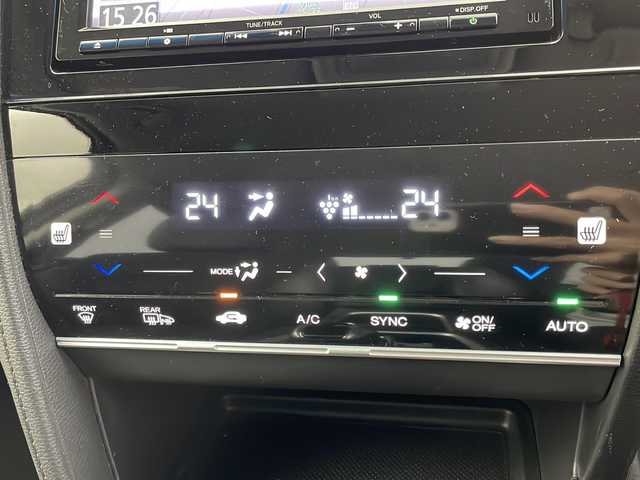 15 26
TUNE/TRACK
VOL
DISP.OFF
24
24
MODE
FRONT
REAR
A/C
SYNC
ON/OFF
AUTO